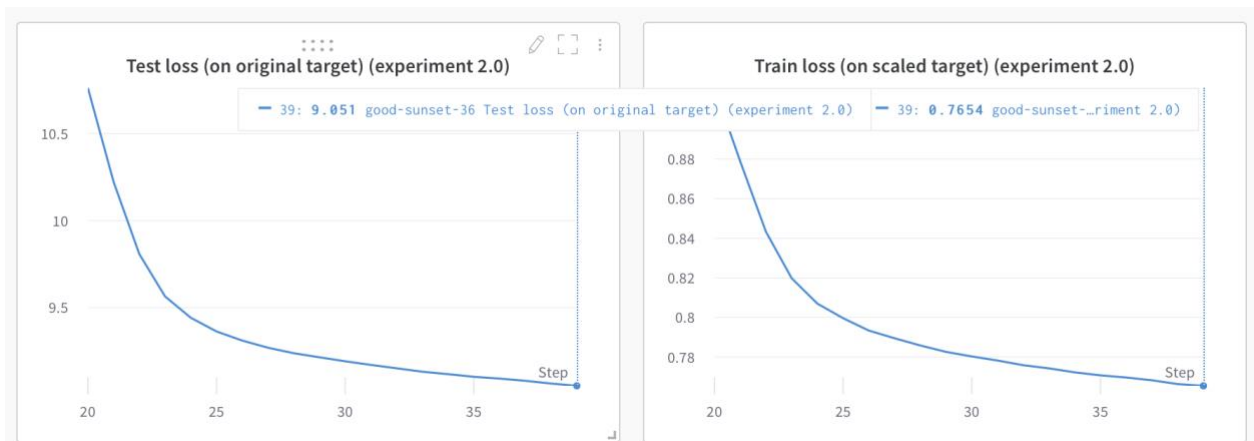 Test loss (on original target) (experiment 2.0)
39: 9.051 good-sunset-36 Test loss (on original target) (experiment 2.0)
10.5
10
9.5
Step
20 25 30 35
Train loss (on scaled target) (experiment 2.0)
39: 0.7654 good-sunset-…riment 2.0)
0.88
0.86
0.84
0.82
0.8
0.78
Step
20 25 30 35